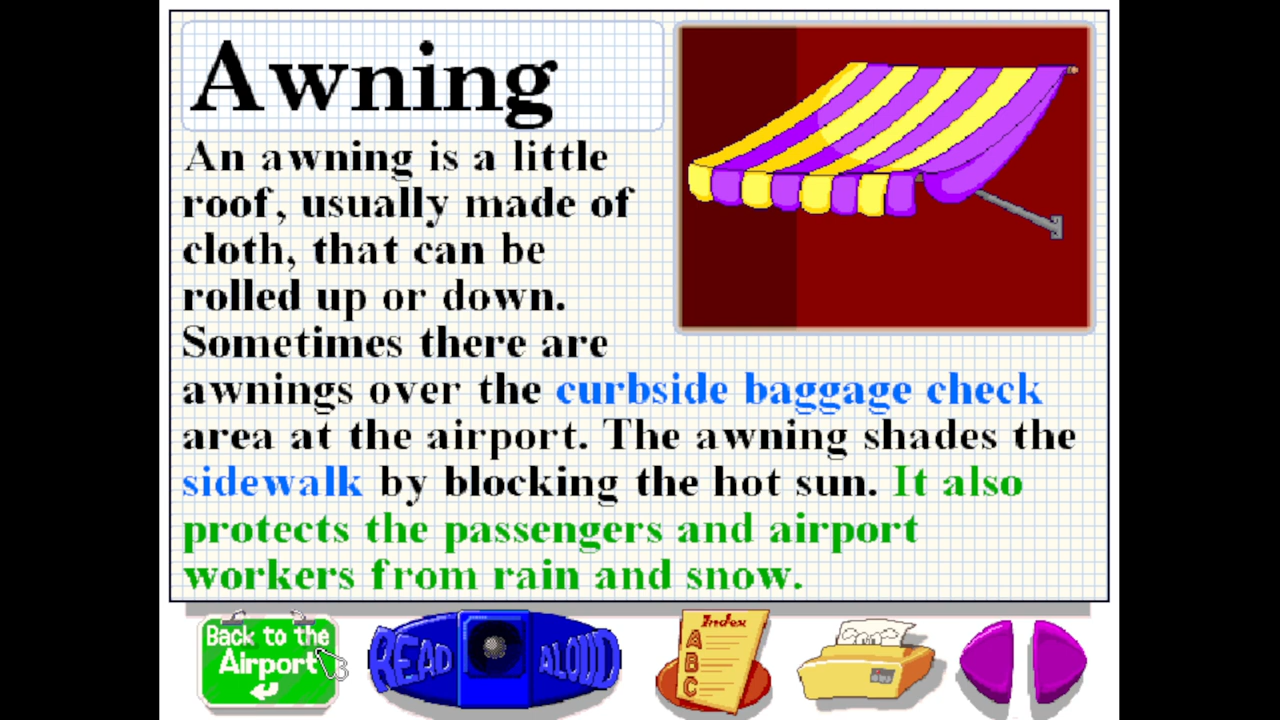 Awning
An awning is a little
roof, usually made of
cloth, that can be
rolled up or down.
Sometimes there are
awnings over the curbside baggage check
area at the airport. The awning shades the
sidewalk by blocking the hot sun. It also
protects the passengers and airport
workers from rain and snow.
Back to the
Airport
READ ALOUD
Index
A
B
C